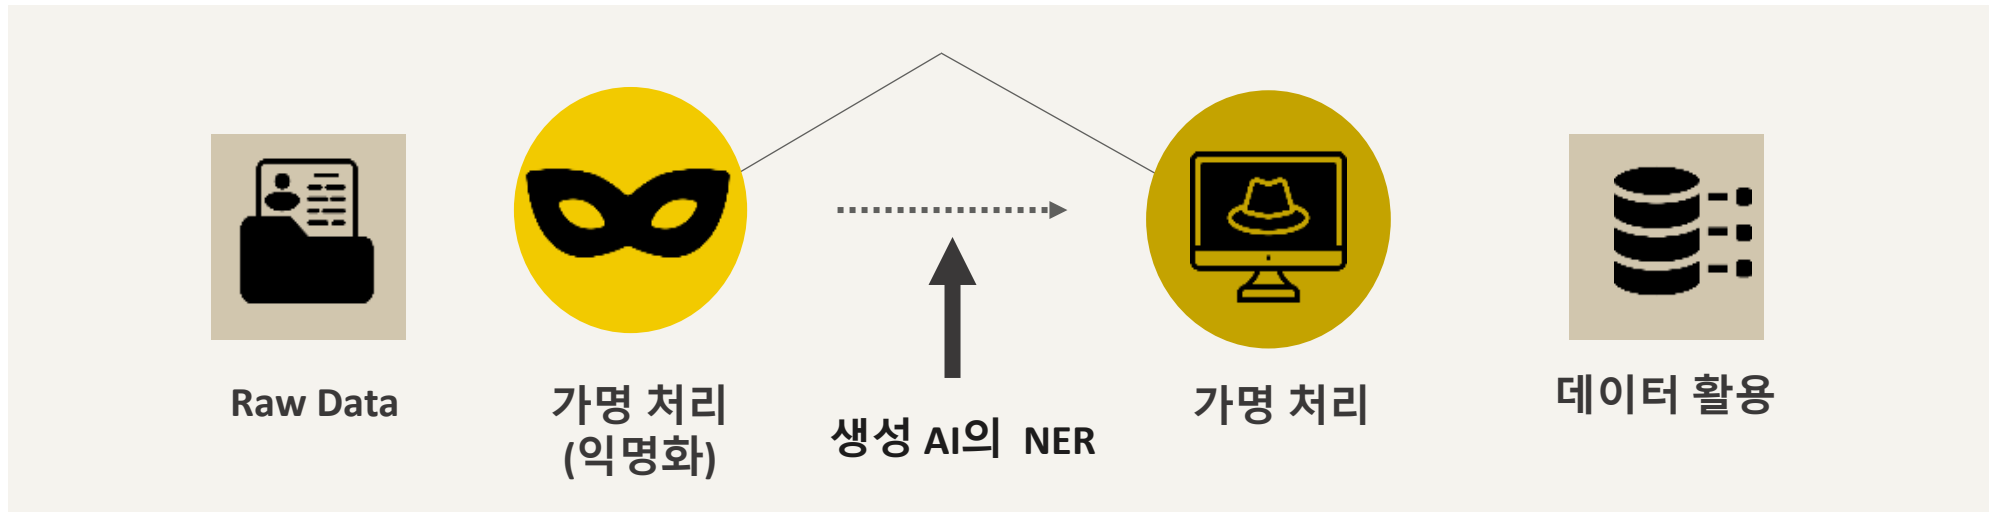 Raw Data
가명 처리
(익명화)
생성 AI의 NER
가명 처리
데이터 활용